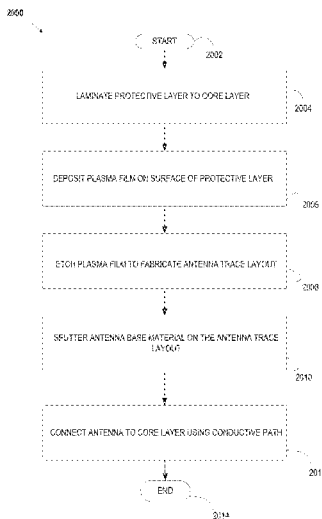 2000
START
2002
LAMINATE PROTECTIVE LAYER TO CORE LAYER
2004
DEPOSIT PLASMA FILM ON SURFACE OF PROTECTIVE LAYER
2006
ETCH PLASMA FILM TO FABRICATE ANTENNA TRACE LAYOUT
2008
SPUTTER ANTENNA BASE MATERIAL ON THE ANTENNA TRACE
LAYOUT
2010
CONNECT ANTENNA TO CORE LAYER USING CONDUCTIVE PATH
201
END
2014